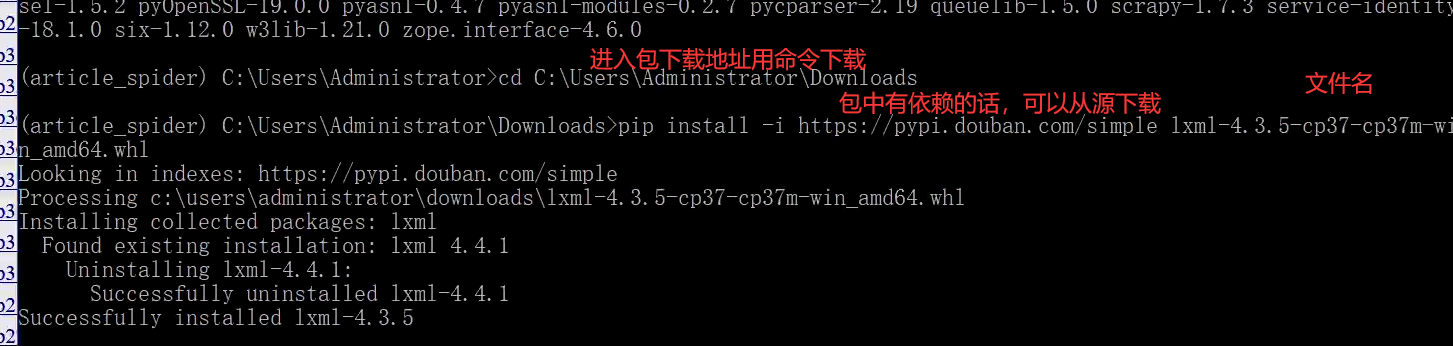 sel-1.5.2 pyOpenSSL-19.0.0 pyasn1-0.4.7 pyasn1-modules-0.2.7 pycparser-2.19 queuelib-1.5.0 scrapy-1.7.3 service-identity
-18.1.0 six-1.12.0 w3lib-1.21.0 zope.interface-4.6.0
进入包下载地址用命令下载
(article_spider) C:\Users\Administrator>cd C:\Users\Administrator\Downloads
文件名
包中有依赖的话，可以从源下载
(article_spider) C:\Users\Administrator\Downloads>pip install -i https://pypi.douban.com/simple lxml-4.3.5-cp37-cp37m-wi
n_amd64.whl
Looking in indexes: https://pypi.douban.com/simple
Processing c:\users\administrator\downloads\lxml-4.3.5-cp37-cp37m-win_amd64.whl
Installing collected packages: lxml
Found existing installation: lxml 4.4.1
Uninstalling lxml-4.4.1:
Successfully uninstalled lxml-4.4.1
Successfully installed lxml-4.3.5